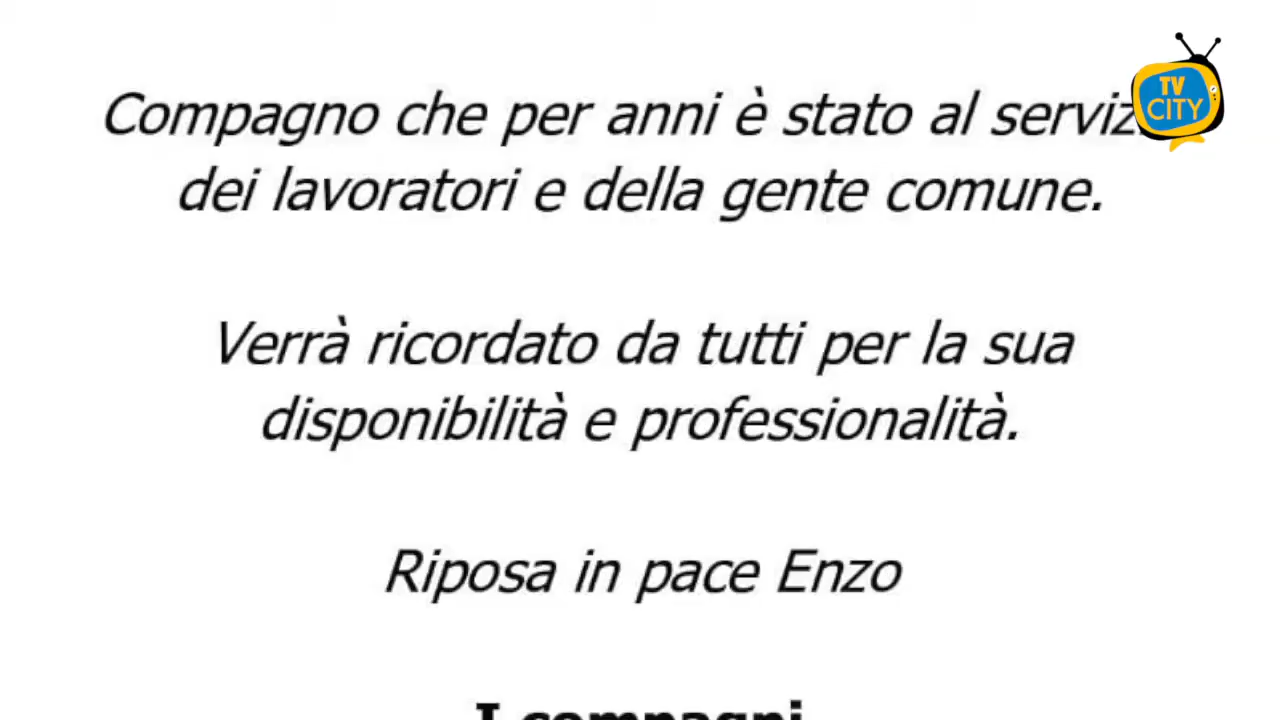 Compagno che per anni è stato al serviz
dei lavoratori e della gente comune.
Verrà ricordato da tutti per la sua
disponibilità e professionalità.
Riposa in pace Enzo
I compagni
TV
CITY